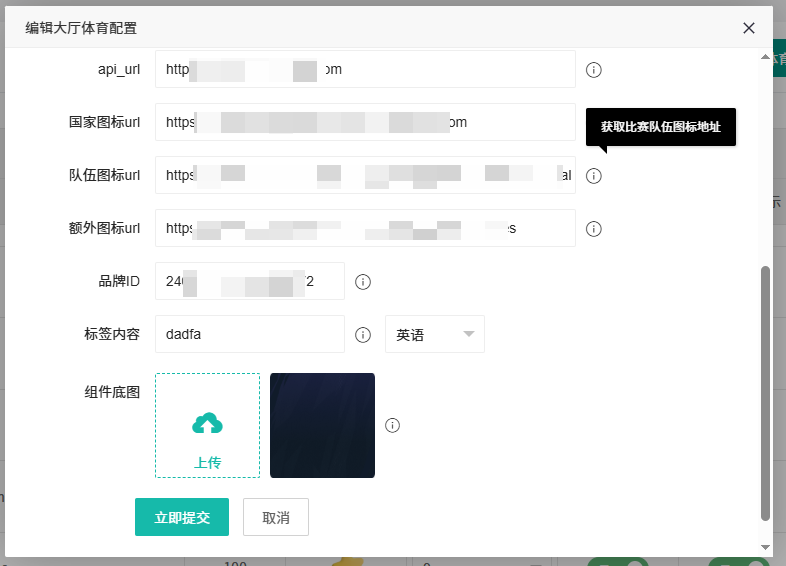 编辑大厅体育配置
api_url
http
om
国家图标url
https
om
获取比赛队伍图标地址
队伍图标url
https
al
额外图标url
https
s
品牌ID
24
2
标签内容
dadfa
英语
组件底图
上传
立即提交
取消